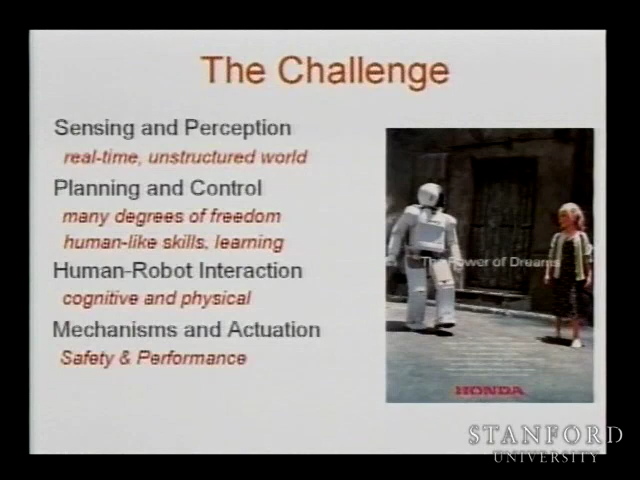 The Challenge
Sensing and Perception
real-time, unstructured world
Planning and Control
many degrees of freedom
human-like skills, learning
Human-Robot Interaction
cognitive and physical
Mechanisms and Actuation
Safety & Performance
The Power of Dreams
HONDA
STANFORD
UNIVERSITY